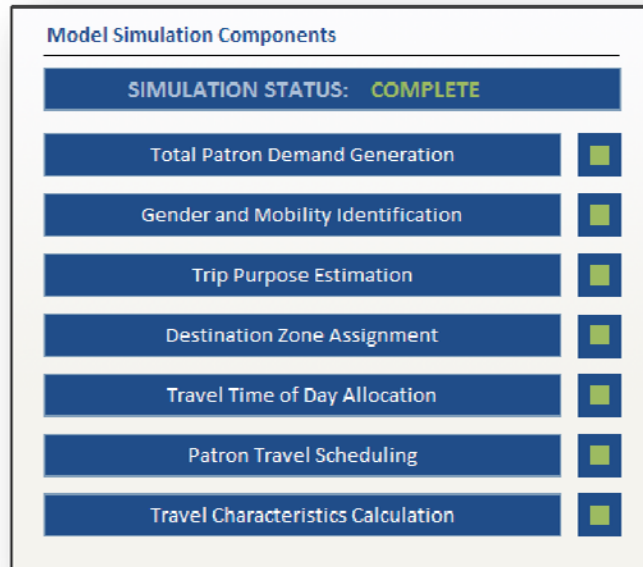 Model Simulation Components
SIMULATION STATUS: COMPLETE
Total Patron Demand Generation
Gender and Mobility Identification
Trip Purpose Estimation
Destination Zone Assignment
Travel Time of Day Allocation
Patron Travel Scheduling
Travel Characteristics Calculation